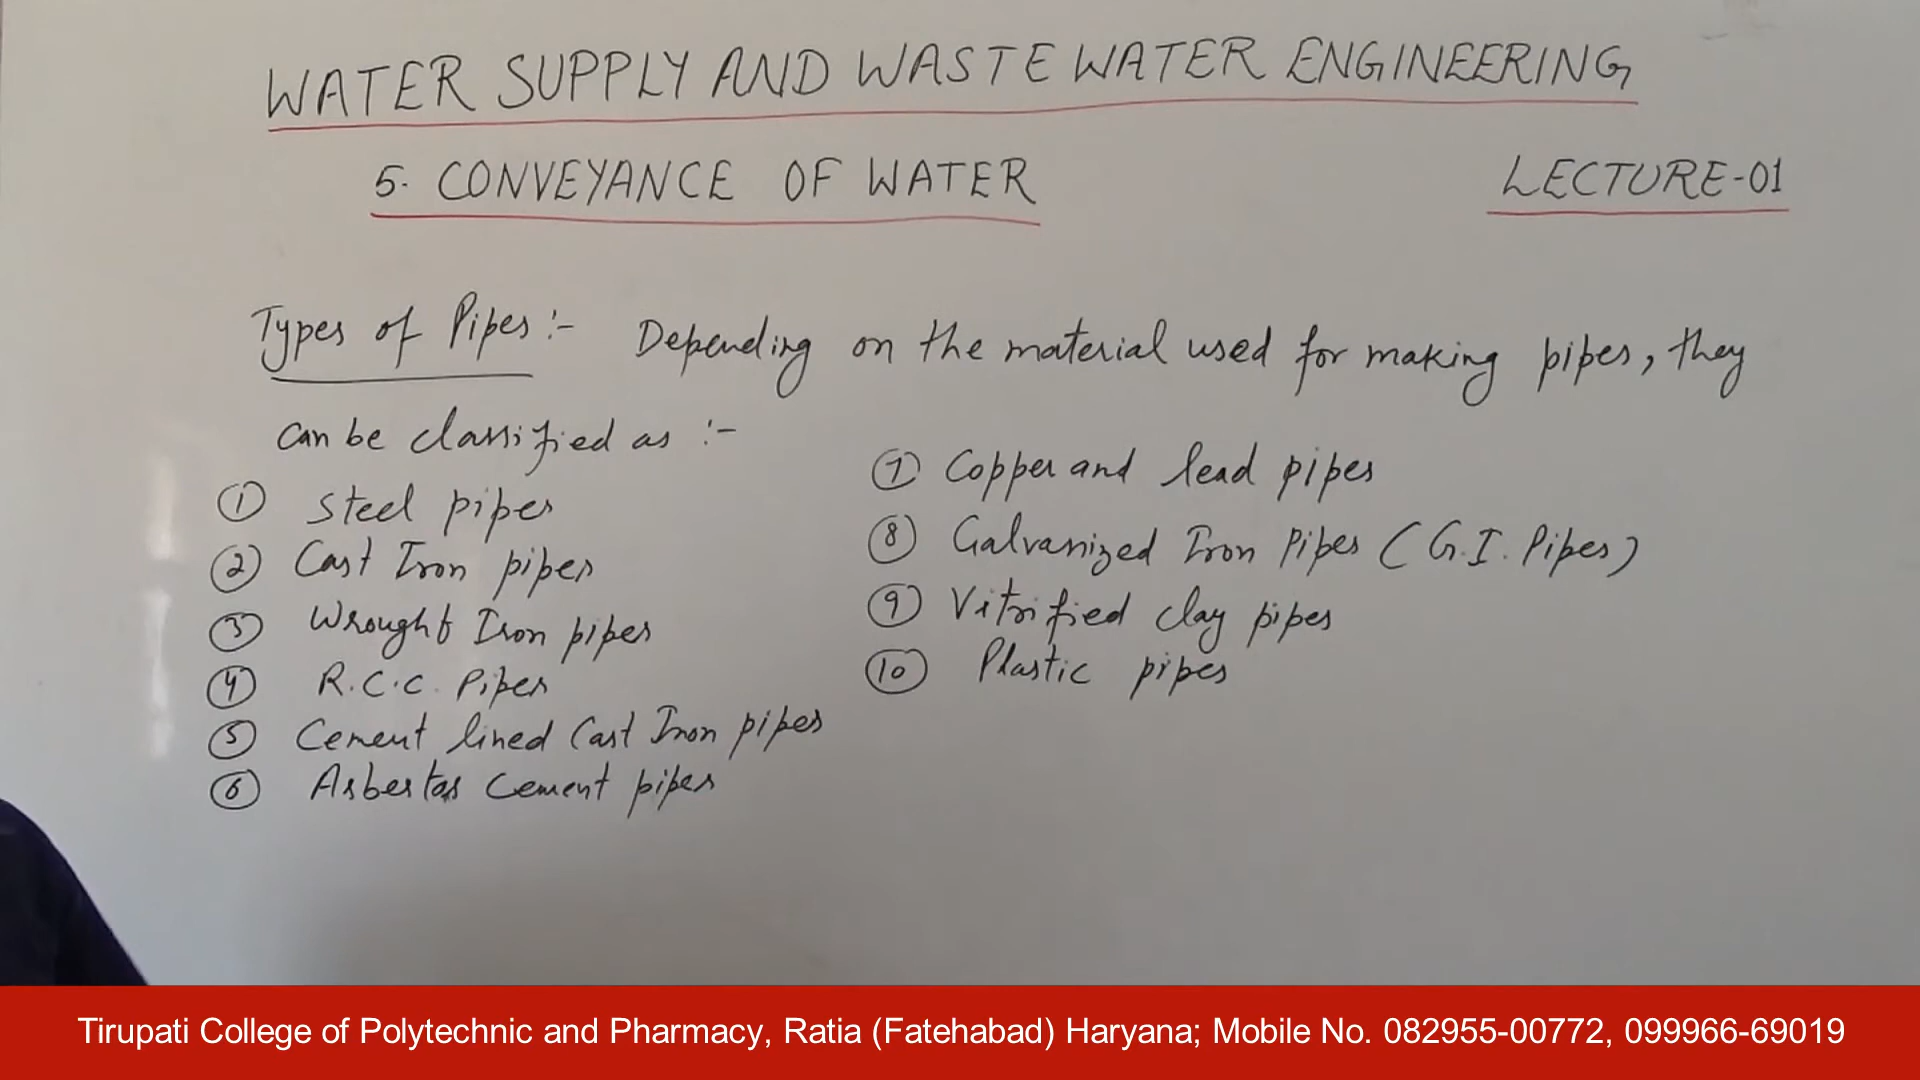 WATER SUPPLY AND WASTE WATER ENGINEERING
5. CONVEYANCE OF WATER
LECTURE-01
Types of Pipes:- Depending on the material used for making pipes, they
can be classified as :-
① Steel pipes
② Cast Iron pipes
③ Wrought Iron pipes
④ R.C.C. Pipes
⑤ Cement lined Cast Iron pipes
⑥ Asbestos Cement pipes
⑦ Copper and lead pipes
⑧ Galvanized Iron Pipes (G.I. Pipes)
⑨ Vitrified clay pipes
⑩ Plastic pipes
Tirupati College of Polytechnic and Pharmacy, Ratia (Fatehabad) Haryana; Mobile No. 082955-00772, 099966-69019